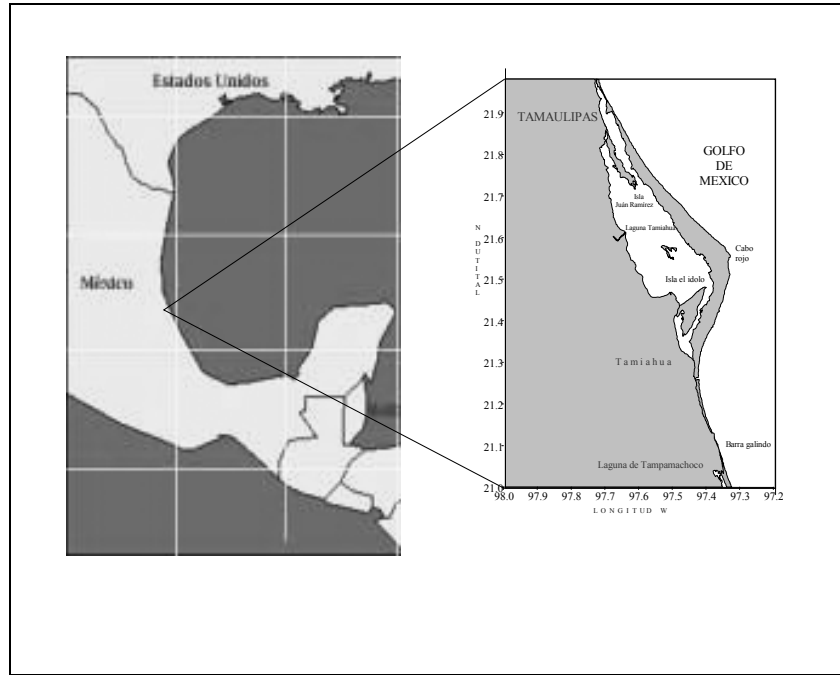 Estados Unidos
México
TAMAULIPAS
GOLFO
DE
MEXICO
Isla
Juán Ramírez
Laguna Tamiahua
Cabo
rojo
Isla el idolo
Tamiahua
Barra galindo
Laguna de Tampamachoco
21.9
21.8
21.7
21.6
21.5
21.4
21.3
21.2
21.1
21.0
N DUTITAL
98.0 97.9 97.8 97.7 97.6 97.5 97.4 97.3 97.2
LONGITUD W